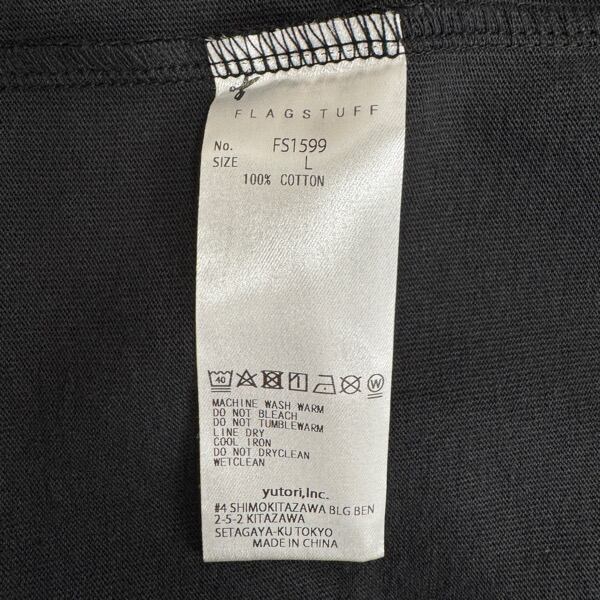 FLAGSTUFF
No. FS1599
SIZE L
100% COTTON
40 W
MACHINE WASH WARM
DO NOT BLEACH
DO NOT TUMBLEWARM
LINE DRY
COOL IRON
DO NOT DRYCLEAN
WETCLEAN
yutori,Inc.
#4 SHIMOKITAZAWA BLG BEN
2-5-2 KITAZAWA
SETAGAYA-KU TOKYO
MADE IN CHINA